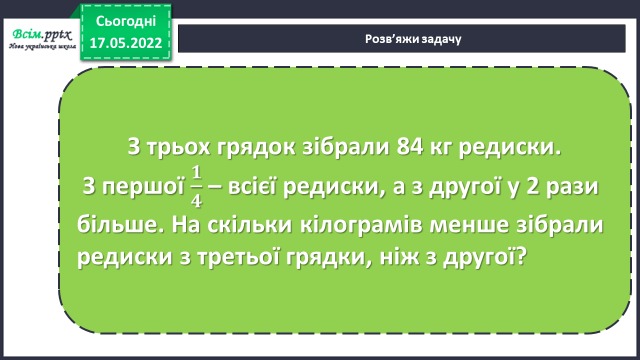 Всім.pptx
Нова українська школа
Сьогодні
17.05.2022
Розв’яжи задачу
З трьох грядок зібрали 84 кг редиски.
З першої 1/4 – всієї редиски, а з другої у 2 рази
більше. На скільки кілограмів менше зібрали
редиски з третьої грядки, ніж з другої?